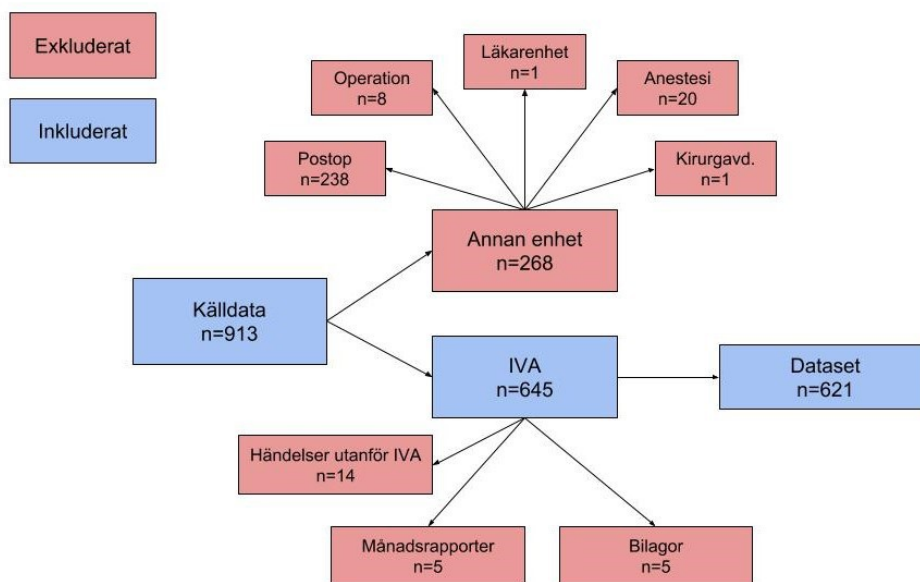 Exkluderat
Inkluderat
Läkarenhet
n=1
Operation
n=8
Anestesi
n=20
Postop
n=238
Kirurgavd.
n=1
Annan enhet
n=268
Källdata
n=913
IVA
n=645
Dataset
n=621
Händelser utanför IVA
n=14
Månadsrapporter
n=5
Bilagor
n=5